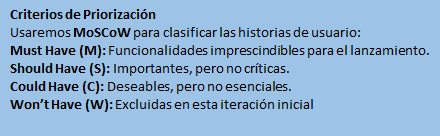 Criterios de Priorización
Usaremos MoSCoW para clasificar las historias de usuario:
Must Have (M): Funcionalidades imprescindibles para el lanzamiento.
Should Have (S): Importantes, pero no críticas.
Could Have (C): Deseables, pero no esenciales.
Won’t Have (W): Excluidas en esta iteración inicial